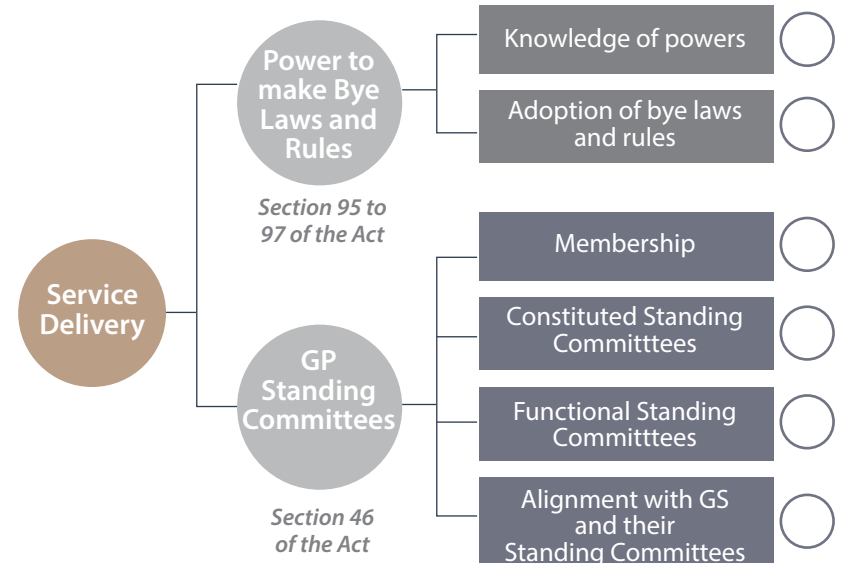 Service
Delivery
Power to
make Bye
Laws and
Rules
Section 95 to
97 of the Act
Knowledge of powers
Adoption of bye laws
and rules
GP
Standing
Committees
Section 46
of the Act
Membership
Constituted Standing
Committtees
Functional Standing
Committtees
Alignment with GS
and their
Standing Committees